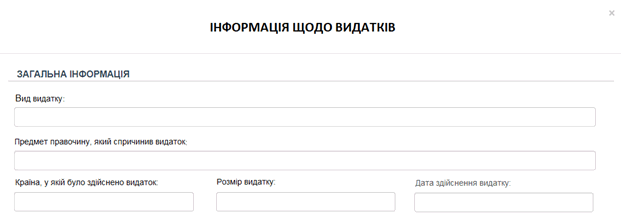 ×
ІНФОРМАЦІЯ ЩОДО ВИДАТКІВ
ЗАГАЛЬНА ІНФОРМАЦІЯ
Вид видатку:
Предмет правочину, який спричинив видаток:
Країна, у якій було здійснено видаток: Розмір видатку: Дата здійснення видатку: